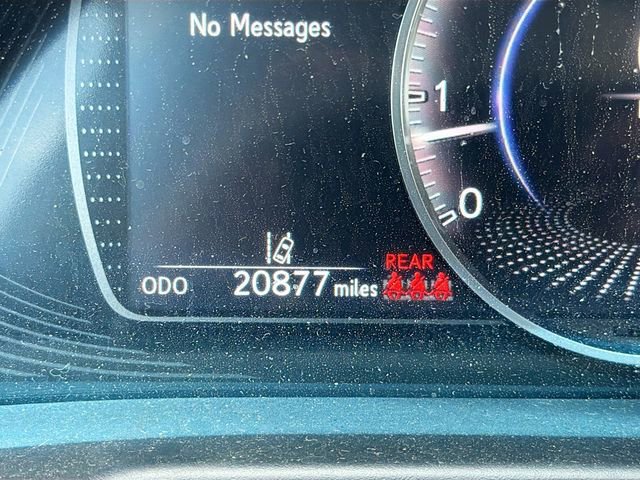 No Messages
1
0
REAR
ODO 20877 miles